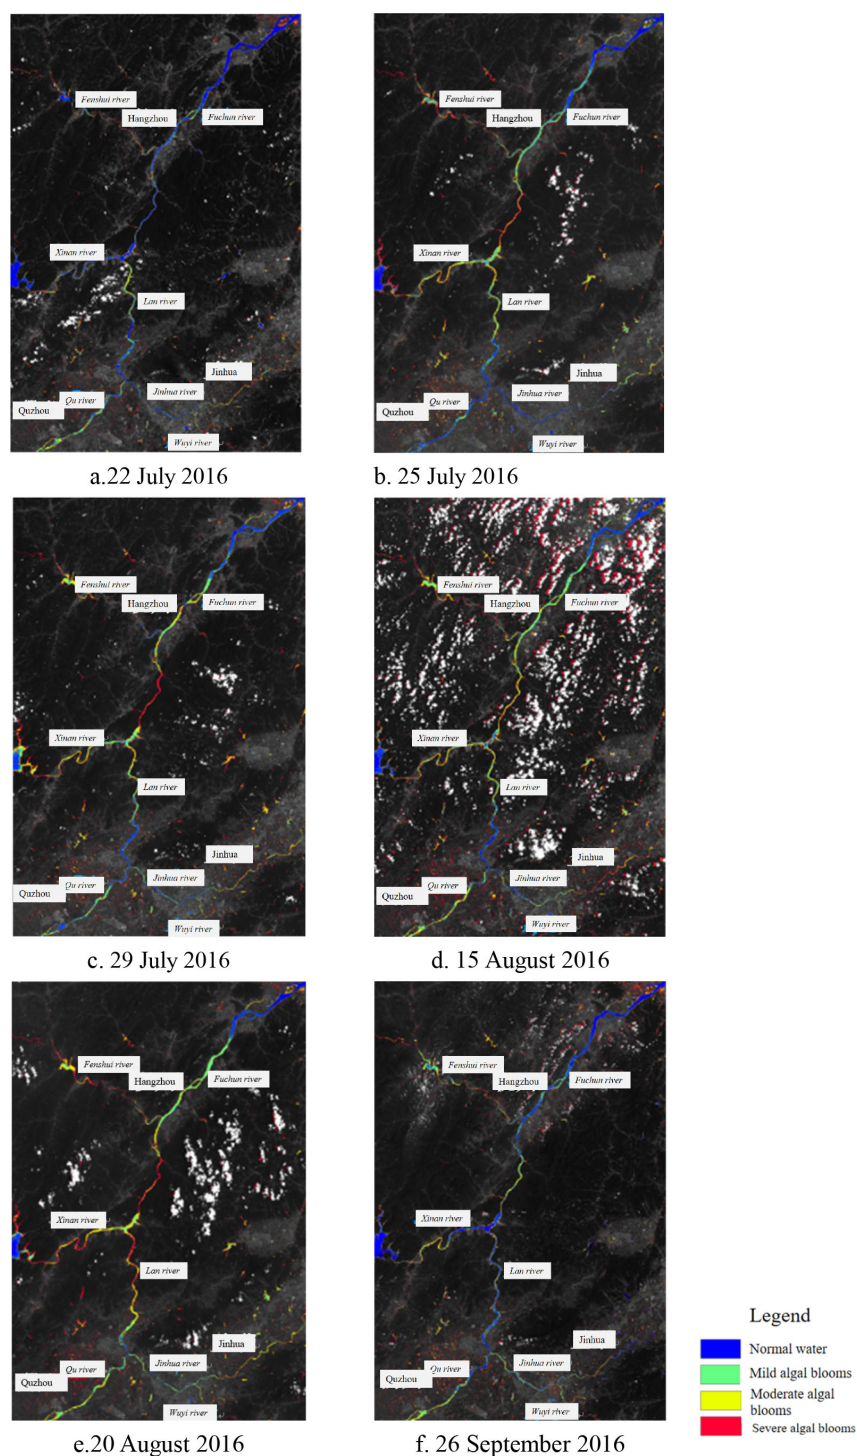 Fenshui river
Hangzhou
Fuchun river
Xinan river
Lan river
Jinhua
Qu river
Jinhua river
Quzhou
Wuyi river
a.22 July 2016
Fenshui river
Hangzhou
Fuchun river
Xinan river
Lan river
Jinhua
Qu river
Jinhua river
Quzhou
Wuyi river
b. 25 July 2016
Fenshui river
Hangzhou
Fuchun river
Xinan river
Lan river
Jinhua
Qu river
Jinhua river
Quzhou
Wuyi river
c. 29 July 2016
Fenshui river
Hangzhou
Fuchun river
Xinan river
Lan river
Jinhua
Qu river
Jinhua river
Quzhou
Wuyi river
d. 15 August 2016
Fenshui river
Hangzhou
Fuchun river
Xinan river
Lan river
Jinhua
Qu river
Jinhua river
Quzhou
Wuyi river
e.20 August 2016
Fenshui river
Hangzhou
Fuchun river
Xinan river
Lan river
Jinhua
Qu river
Jinhua river
Quzhou
Wuyi river
f. 26 September 2016
Legend
Normal water
Mild algal blooms
Moderate algal
blooms
Severe algal blooms